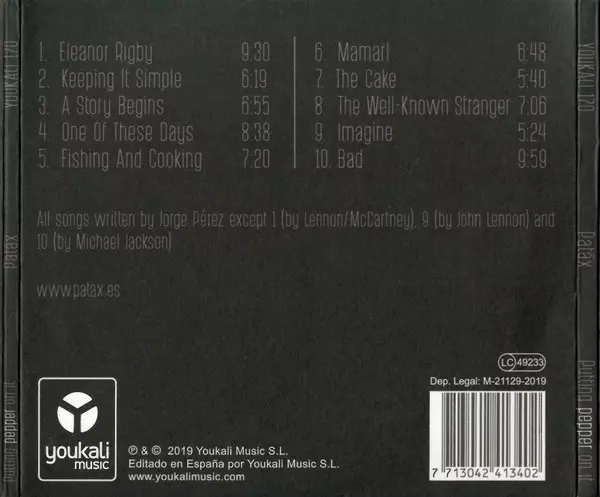 1. Eleanor Rigby 9:30
2. Keeping It Simple 6:19
3. A Story Begins 6:55
4. One Of These Days 8:38
5. Fishing And Cooking 7:20
6. Mamarl 6:48
7. The Cake 5:40
8. The Well-Known Stranger 7:06
9. Imagine 5:24
10. Bad 9:59
All songs written by Jorge Pérez except 1 (by Lennon/McCartney), 9 (by John Lennon) and
10 (by Michael Jackson)
www.patax.es
LC 49233
Dep. Legal: M-21129-2019
7 713042 413402
youkali
music
℗ & © 2019 Youkali Music S.L.
Editado en España por Youkali Music S.L.
www.youkalimusic.com
Putting pepper on it Patax YOUKALI 170
YOUKALI 170 Patax Putting pepper on it